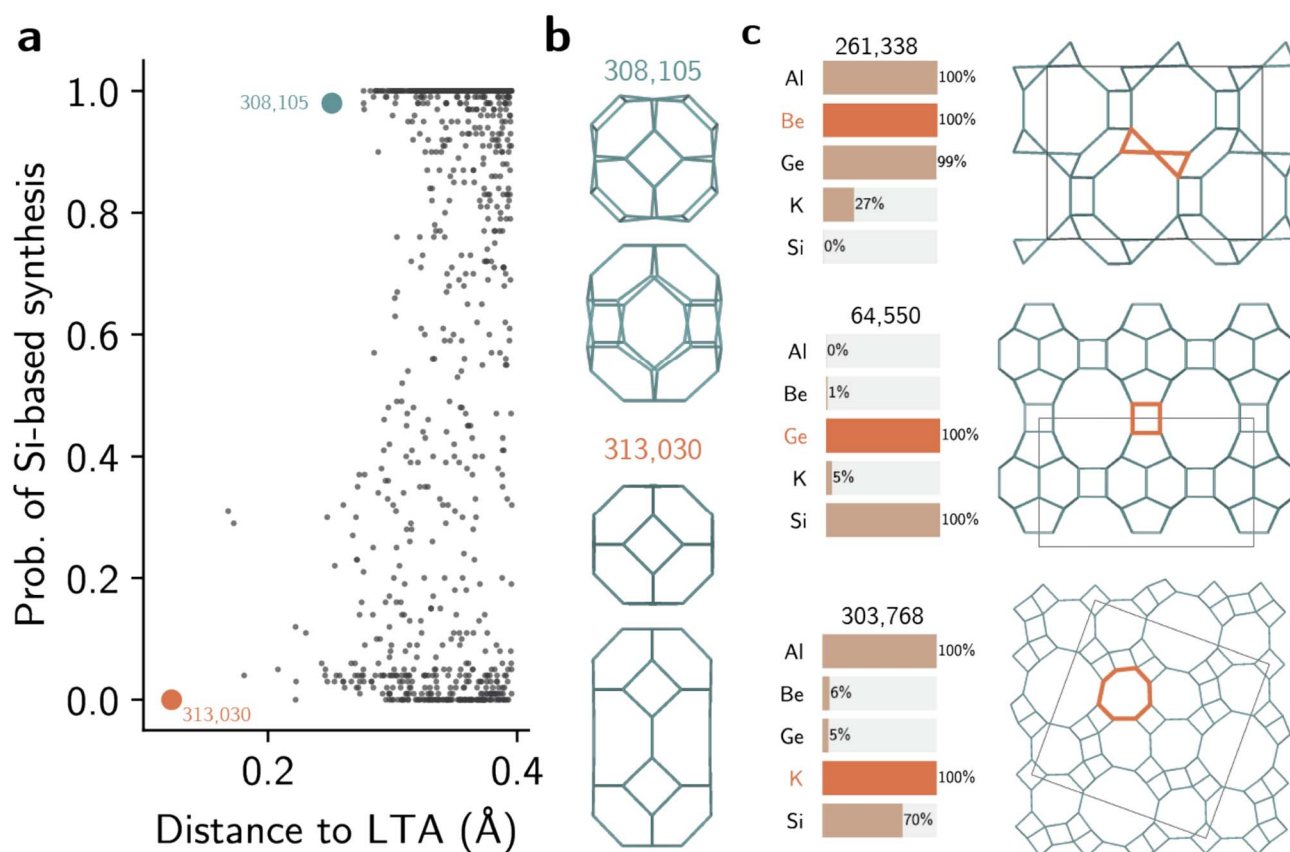 a
Prob. of Si-based synthesis
1.0
0.8
0.6
0.4
0.2
0.0
308,105
313,030
0.2
0.4
Distance to LTA (Å)
b
308,105
313,030
c
261,338
Al 100%
Be 100%
Ge 99%
K 27%
Si 0%
64,550
Al 0%
Be 1%
Ge 100%
K 5%
Si 100%
303,768
Al 100%
Be 6%
Ge 5%
K 100%
Si 70%